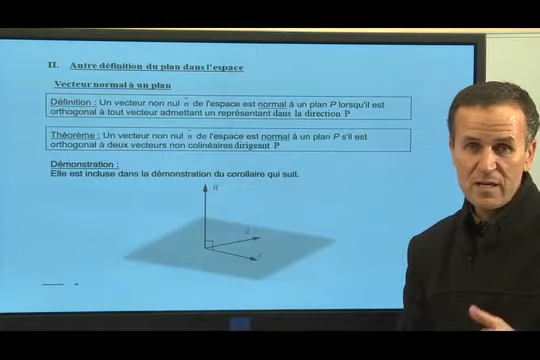 II. Autre définition du plan dans l'espace
Vecteur normal à un plan
Définition : Un vecteur non nul n⃗ de l'espace est normal à un plan P lorsqu'il est
orthogonal à tout vecteur admettant un représentant dans la direction P
Théorème : Un vecteur non nul n⃗ de l'espace est normal à un plan P s'il est
orthogonal à deux vecteurs non colinéaires dirigeant P
Démonstration :
Elle est incluse dans la démonstration du corollaire qui suit.
n⃗